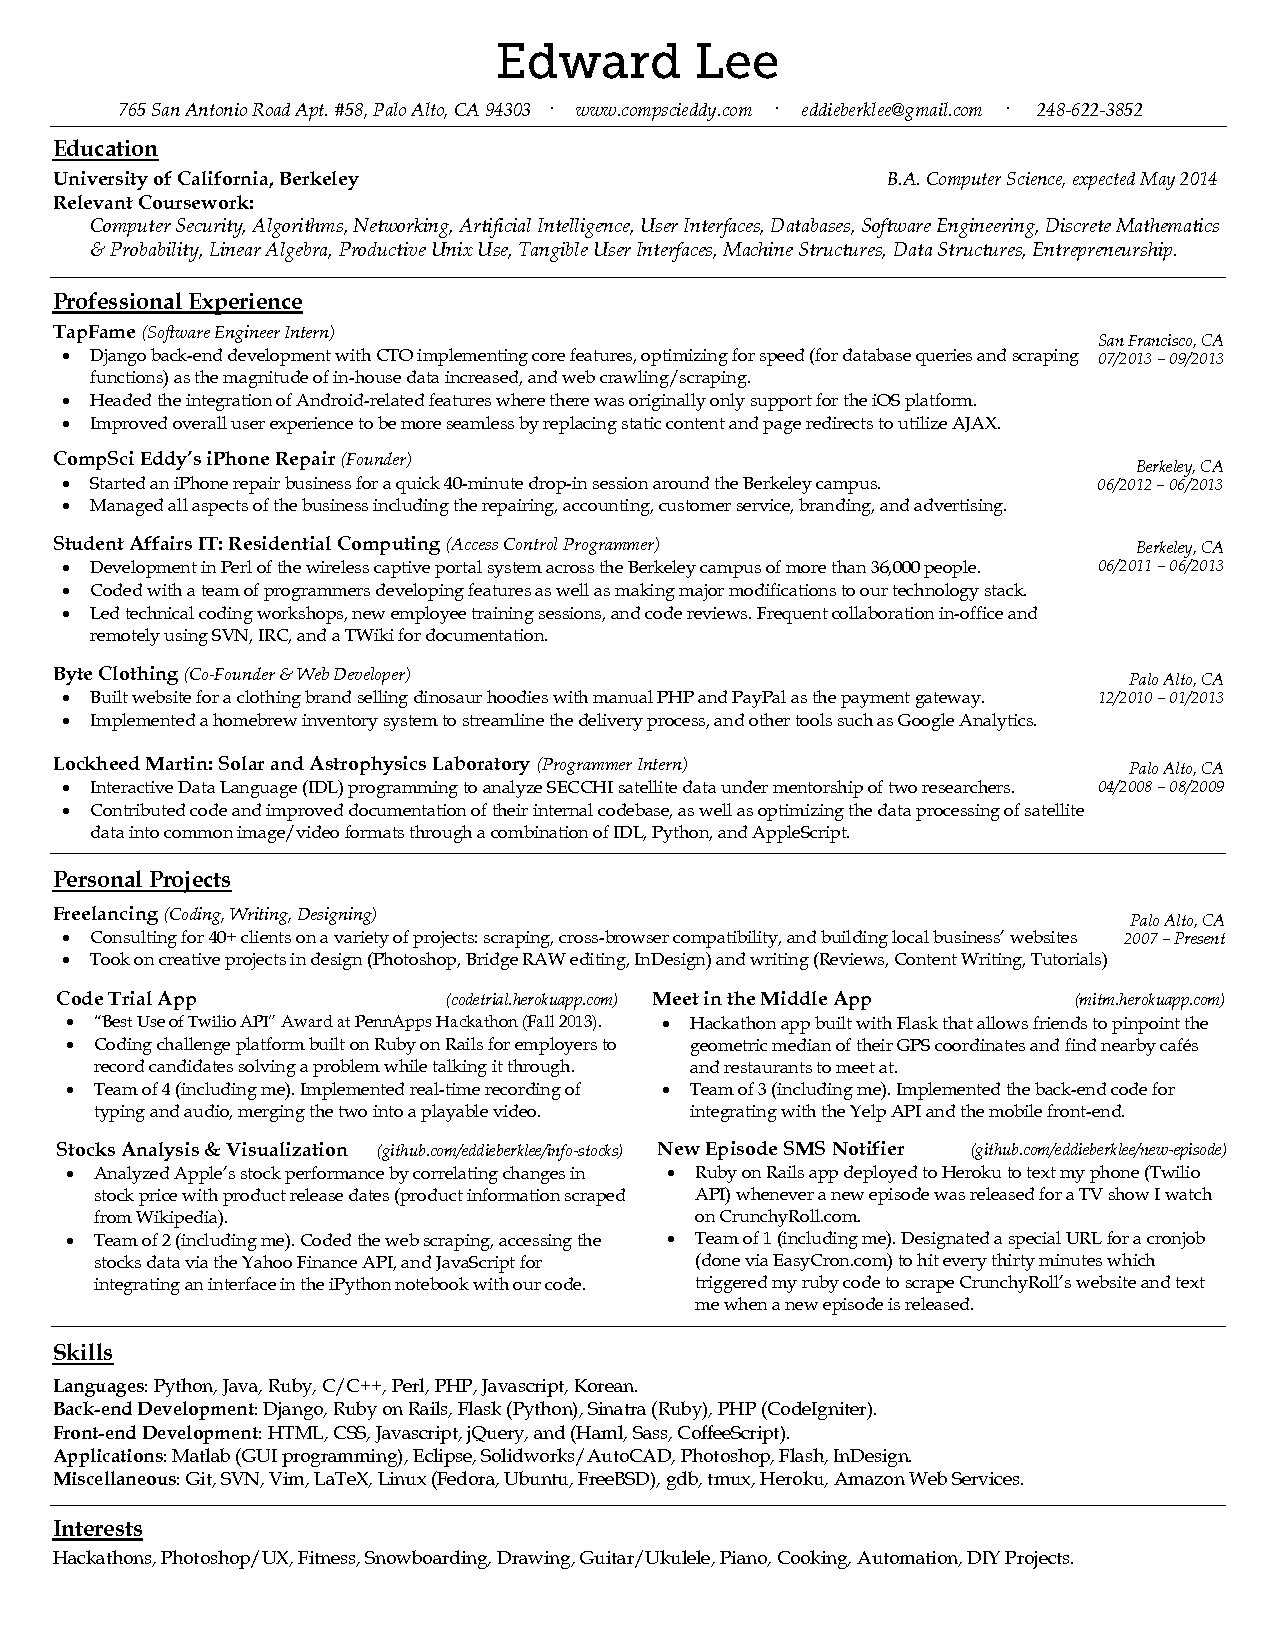 Edward Lee
765 San Antonio Road Apt. #58, Palo Alto, CA 94303 · www.compscieddy.com · eddieberklee@gmail.com · 248-622-3852
Education
University of California, Berkeley B.A. Computer Science, expected May 2014
Relevant Coursework:
Computer Security, Algorithms, Networking, Artificial Intelligence, User Interfaces, Databases, Software Engineering, Discrete Mathematics
& Probability, Linear Algebra, Productive Unix Use, Tangible User Interfaces, Machine Structures, Data Structures, Entrepreneurship.
Professional Experience
TapFame (Software Engineer Intern) San Francisco, CA
• Django back-end development with CTO implementing core features, optimizing for speed (for database queries and scraping 07/2013 – 09/2013
functions) as the magnitude of in-house data increased, and web crawling/scraping.
• Headed the integration of Android-related features where there was originally only support for the iOS platform.
• Improved overall user experience to be more seamless by replacing static content and page redirects to utilize AJAX.
CompSci Eddy's iPhone Repair (Founder) Berkeley, CA
• Started an iPhone repair business for a quick 40-minute drop-in session around the Berkeley campus. 06/2012 – 06/2013
• Managed all aspects of the business including the repairing, accounting, customer service, branding, and advertising.
Student Affairs IT: Residential Computing (Access Control Programmer) Berkeley, CA
• Development in Perl of the wireless captive portal system across the Berkeley campus of more than 36,000 people. 06/2011 – 06/2013
• Coded with a team of programmers developing features as well as making major modifications to our technology stack.
• Led technical coding workshops, new employee training sessions, and code reviews. Frequent collaboration in-office and
remotely using SVN, IRC, and a TWiki for documentation.
Byte Clothing (Co-Founder & Web Developer) Palo Alto, CA
• Built website for a clothing brand selling dinosaur hoodies with manual PHP and PayPal as the payment gateway. 12/2010 – 01/2013
• Implemented a homebrew inventory system to streamline the delivery process, and other tools such as Google Analytics.
Lockheed Martin: Solar and Astrophysics Laboratory (Programmer Intern) Palo Alto, CA
• Interactive Data Language (IDL) programming to analyze SECCHI satellite data under mentorship of two researchers. 04/2008 – 08/2009
• Contributed code and improved documentation of their internal codebase, as well as optimizing the data processing of satellite
data into common image/video formats through a combination of IDL, Python, and AppleScript.
Personal Projects
Freelancing (Coding, Writing, Designing) Palo Alto, CA
• Consulting for 40+ clients on a variety of projects: scraping, cross-browser compatibility, and building local business' websites 2007 – Present
• Took on creative projects in design (Photoshop, Bridge RAW editing, InDesign) and writing (Reviews, Content Writing, Tutorials)
Code Trial App (codetrial.herokuapp.com)
• "Best Use of Twilio API" Award at PennApps Hackathon (Fall 2013).
• Coding challenge platform built on Ruby on Rails for employers to
record candidates solving a problem while talking it through.
• Team of 4 (including me). Implemented real-time recording of
typing and audio, merging the two into a playable video.
Meet in the Middle App (mitm.herokuapp.com)
• Hackathon app built with Flask that allows friends to pinpoint the
geometric median of their GPS coordinates and find nearby cafés
and restaurants to meet at.
• Team of 3 (including me). Implemented the back-end code for
integrating with the Yelp API and the mobile front-end.
Stocks Analysis & Visualization (github.com/eddieberklee/info-stocks)
• Analyzed Apple's stock performance by correlating changes in
stock price with product release dates (product information scraped
from Wikipedia).
• Team of 2 (including me). Coded the web scraping, accessing the
stocks data via the Yahoo Finance API, and JavaScript for
integrating an interface in the iPython notebook with our code.
New Episode SMS Notifier (github.com/eddieberklee/new-episode)
• Ruby on Rails app deployed to Heroku to text my phone (Twilio
API) whenever a new episode was released for a TV show I watch
on CrunchyRoll.com.
• Team of 1 (including me). Designated a special URL for a cronjob
(done via EasyCron.com) to hit every thirty minutes which
triggered my ruby code to scrape CrunchyRoll's website and text
me when a new episode is released.
Skills
Languages: Python, Java, Ruby, C/C++, Perl, PHP, Javascript, Korean.
Back-end Development: Django, Ruby on Rails, Flask (Python), Sinatra (Ruby), PHP (CodeIgniter).
Front-end Development: HTML, CSS, Javascript, jQuery, and (Haml, Sass, CoffeeScript).
Applications: Matlab (GUI programming), Eclipse, Solidworks/AutoCAD, Photoshop, Flash, InDesign.
Miscellaneous: Git, SVN, Vim, LaTeX, Linux (Fedora, Ubuntu, FreeBSD), gdb, tmux, Heroku, Amazon Web Services.
Interests
Hackathons, Photoshop/UX, Fitness, Snowboarding, Drawing, Guitar/Ukulele, Piano, Cooking, Automation, DIY Projects.